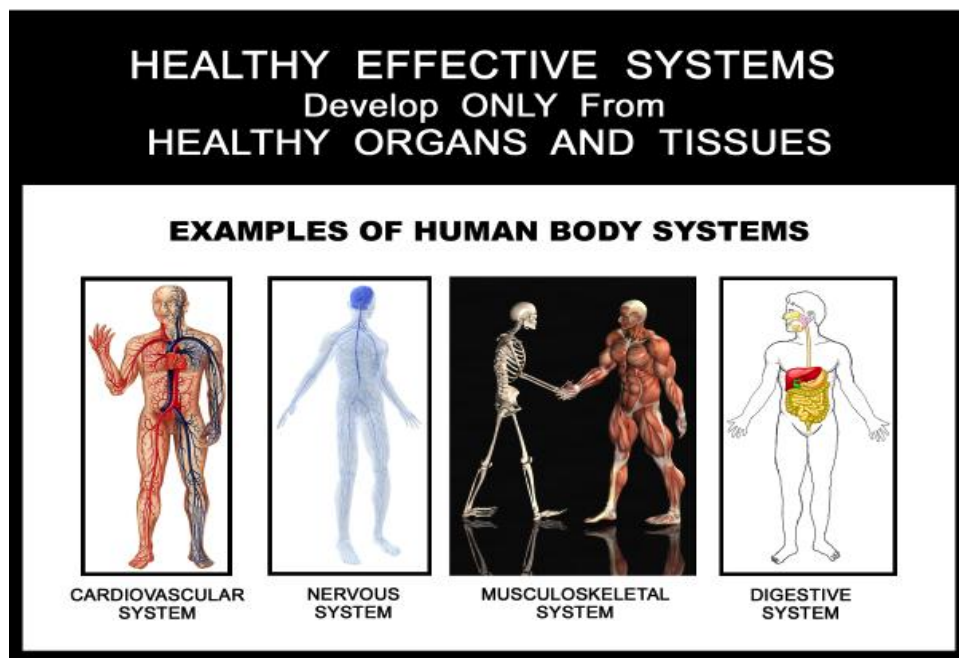 HEALTHY EFFECTIVE SYSTEMS
Develop ONLY From
HEALTHY ORGANS AND TISSUES
EXAMPLES OF HUMAN BODY SYSTEMS
CARDIOVASCULAR
SYSTEM
NERVOUS
SYSTEM
MUSCULOSKELETAL
SYSTEM
DIGESTIVE
SYSTEM